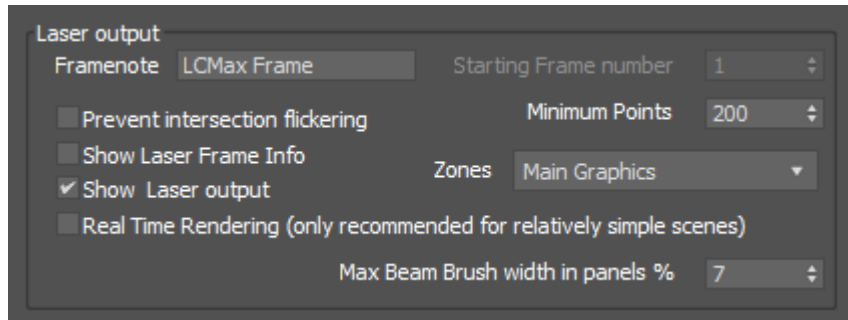 Laser output
Framenote LCMax Frame Starting Frame number 1
Prevent intersection flickering Minimum Points 200
Show Laser Frame Info
Zones Main Graphics
Show Laser output
Real Time Rendering (only recommended for relatively simple scenes)
Max Beam Brush width in panels % 7